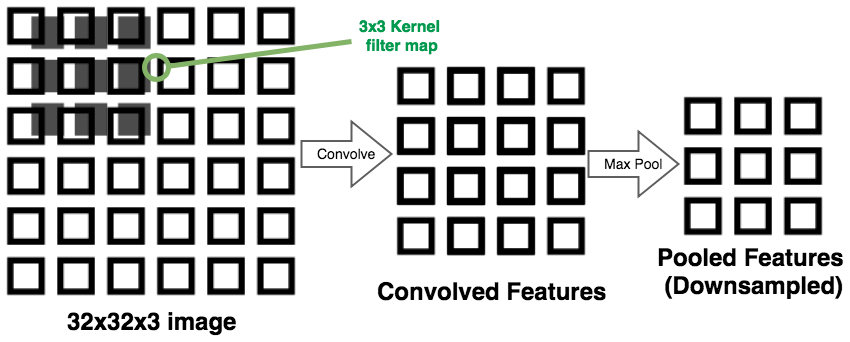 3x3 Kernel
filter map
Convolve
Max Pool
32x32x3 image
Convolved Features
Pooled Features
(Downsampled)